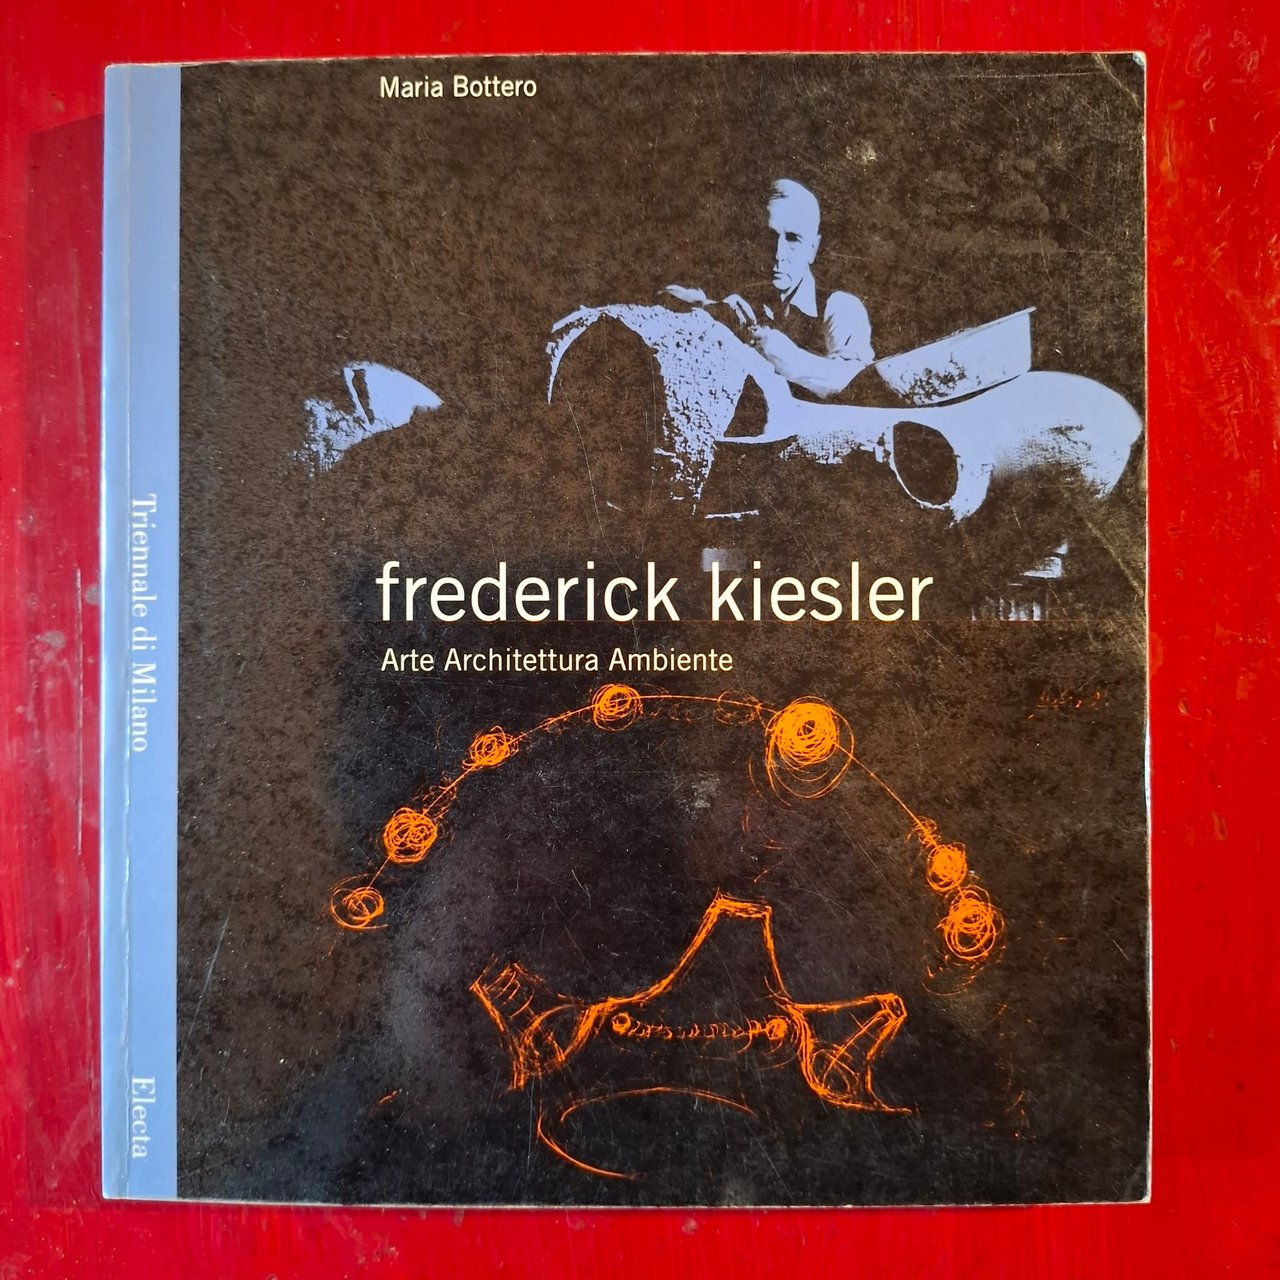 Maria Bottero
frederick kiesler
Arte Architettura Ambiente
Triennale di Milano
Electa